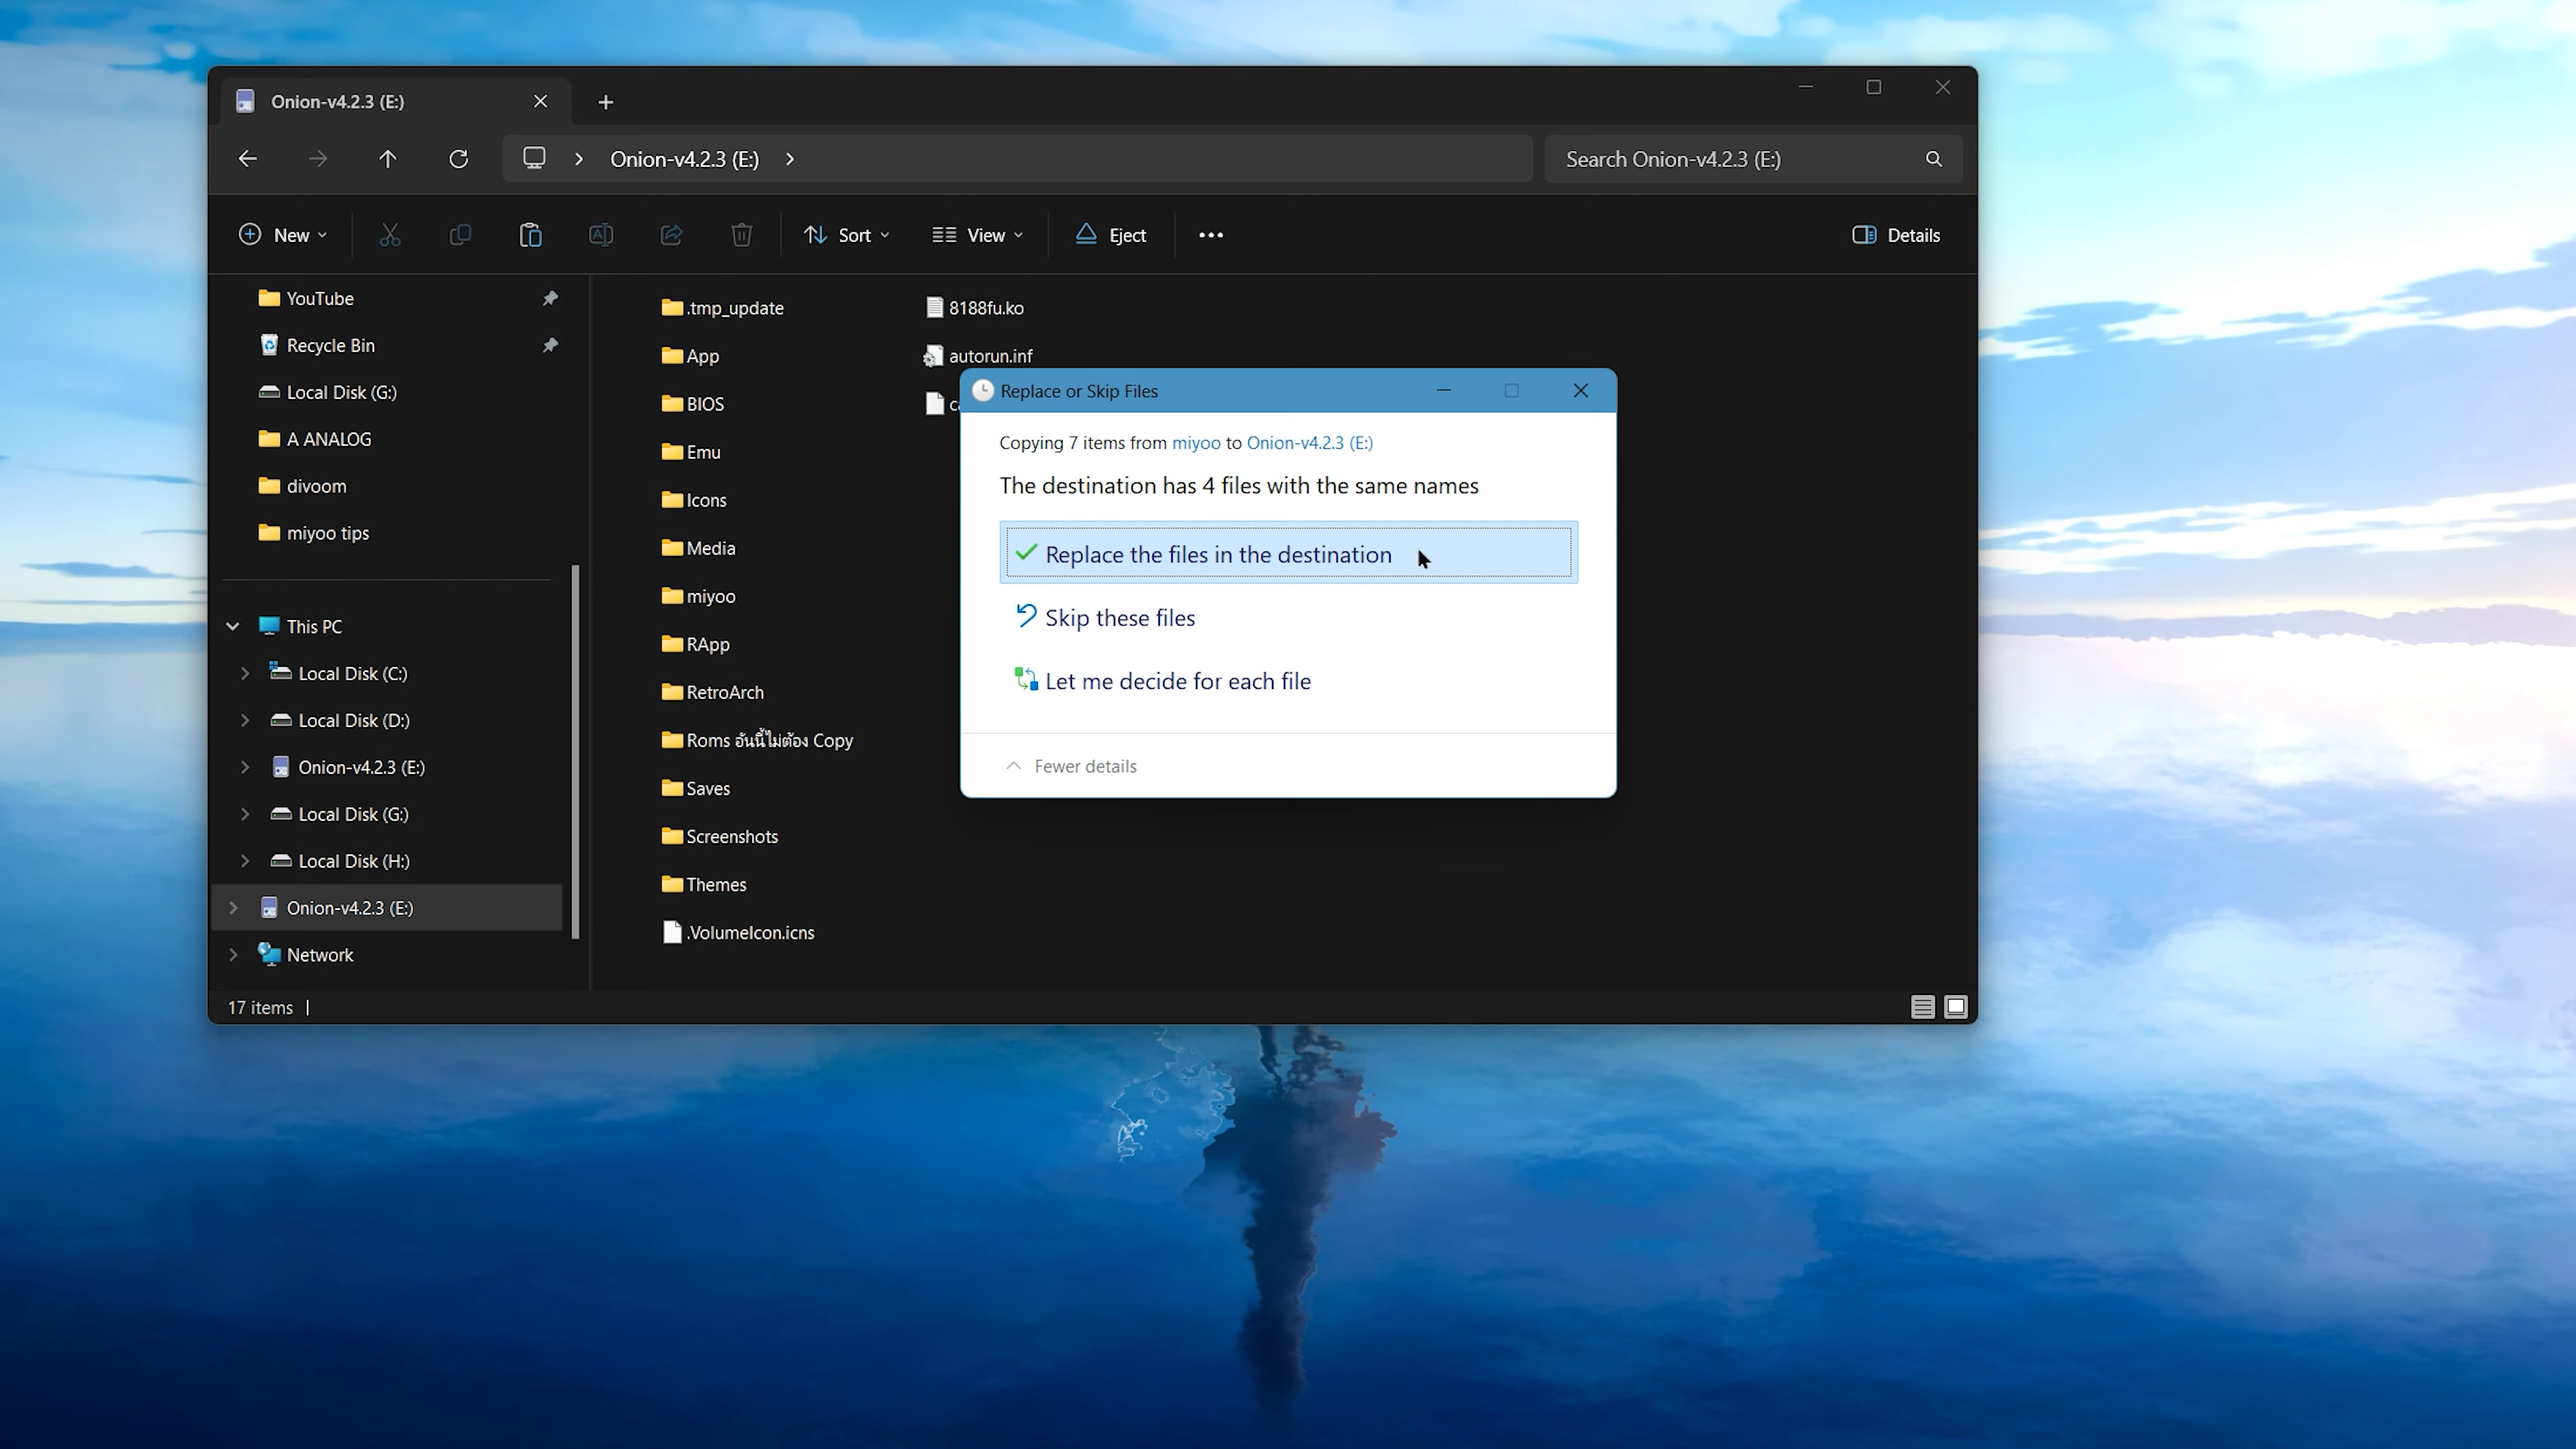 Onion-v4.2.3 (E:)
Onion-v4.2.3 (E:)
Search Onion-v4.2.3 (E:)
New
Sort
View
Eject
Details
YouTube
Recycle Bin
Local Disk (G:)
A ANALOG
divoom
miyoo tips
This PC
Local Disk (C:)
Local Disk (D:)
Onion-v4.2.3 (E:)
Local Disk (G:)
Local Disk (H:)
Onion-v4.2.3 (E:)
Network
.tmp_update
App
BIOS
Emu
Icons
Media
miyoo
RApp
RetroArch
Roms อันนี้ไม่ต้อง Copy
Saves
Screenshots
Themes
.VolumeIcon.icns
8188fu.ko
autorun.inf
Replace or Skip Files
Copying 7 items from miyoo to Onion-v4.2.3 (E:)
The destination has 4 files with the same names
Replace the files in the destination
Skip these files
Let me decide for each file
Fewer details
17 items